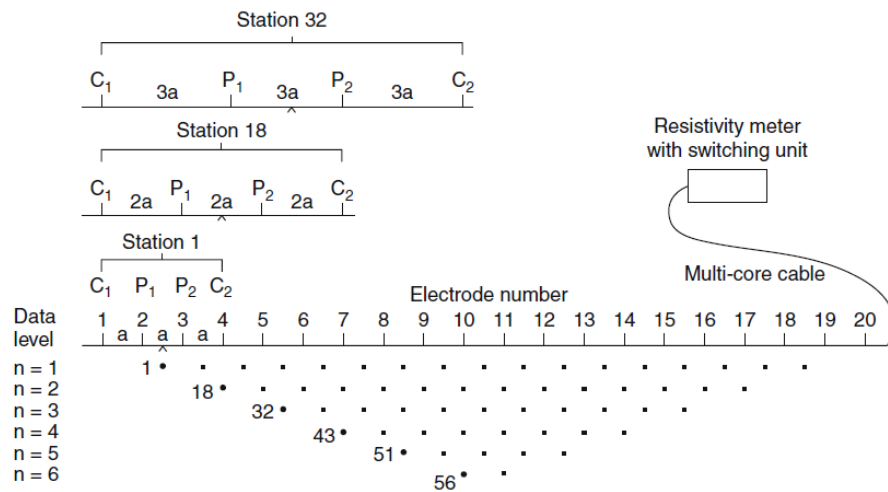 Station 32
C1 3a P1 3a P2 3a C2
Station 18
C1 2a P1 2a P2 2a C2
Station 1
C1 P1 P2 C2
Resistivity meter
with switching unit
Multi-core cable
Electrode number
Data
level
1 2 3 4 5 6 7 8 9 10 11 12 13 14 15 16 17 18 19 20
a a a
n = 1 1
n = 2 18
n = 3 32
n = 4 43
n = 5 51
n = 6 56